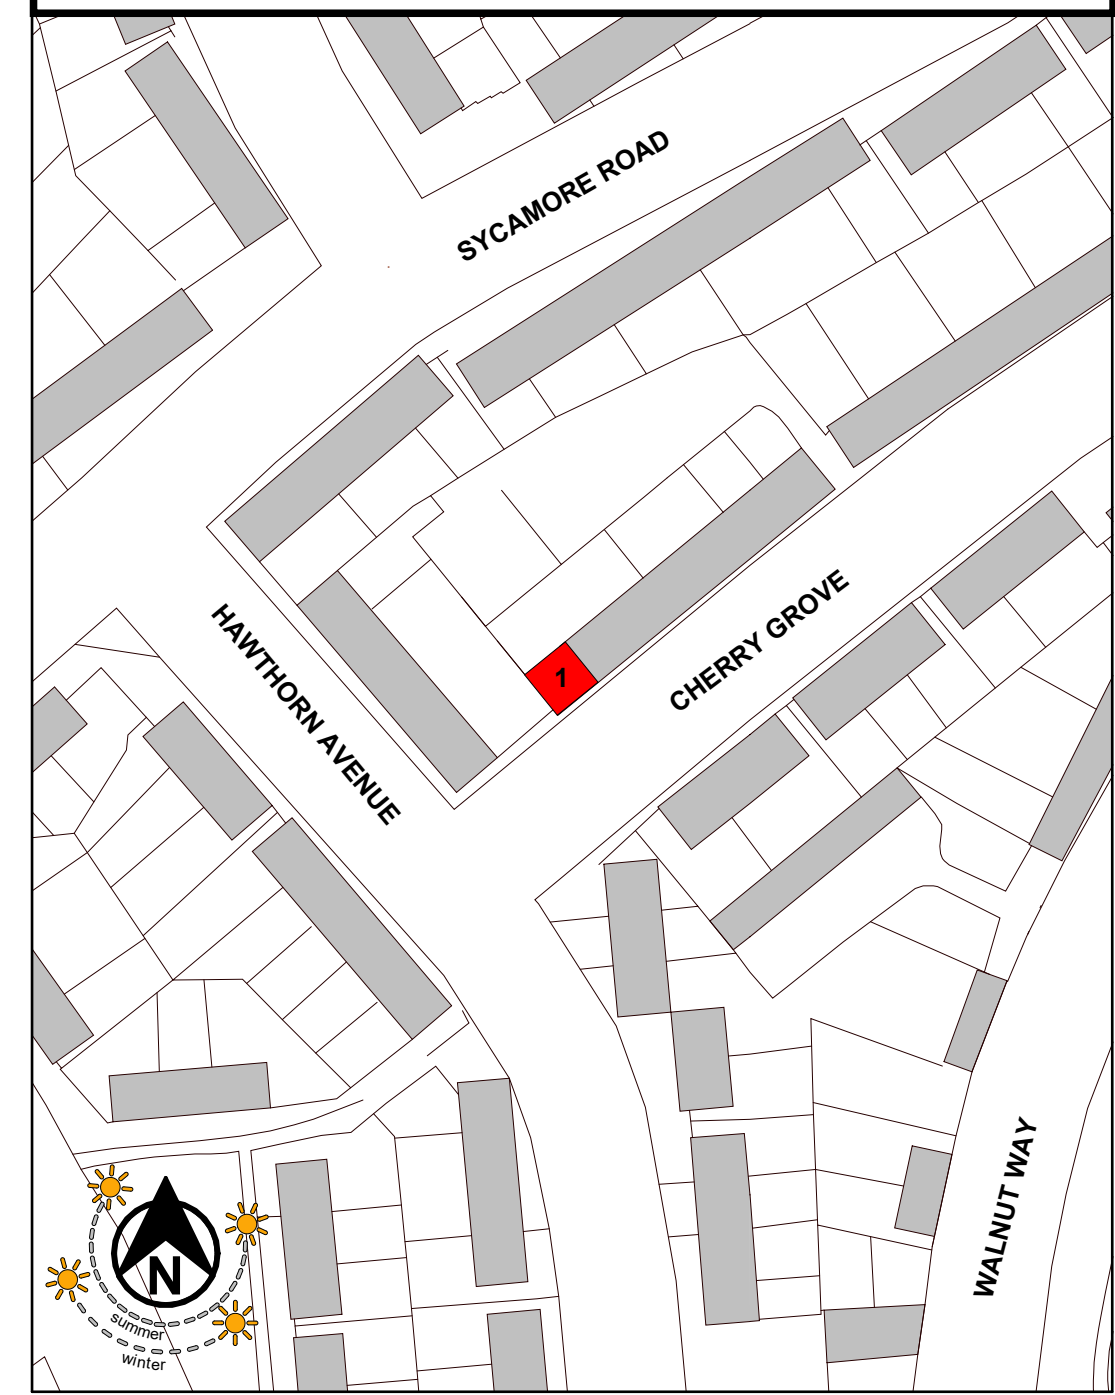 SYCAMORE ROAD
HAWTHORN AVENUE
CHERRY GROVE
1
WALNUT WAY
N
summer
winter